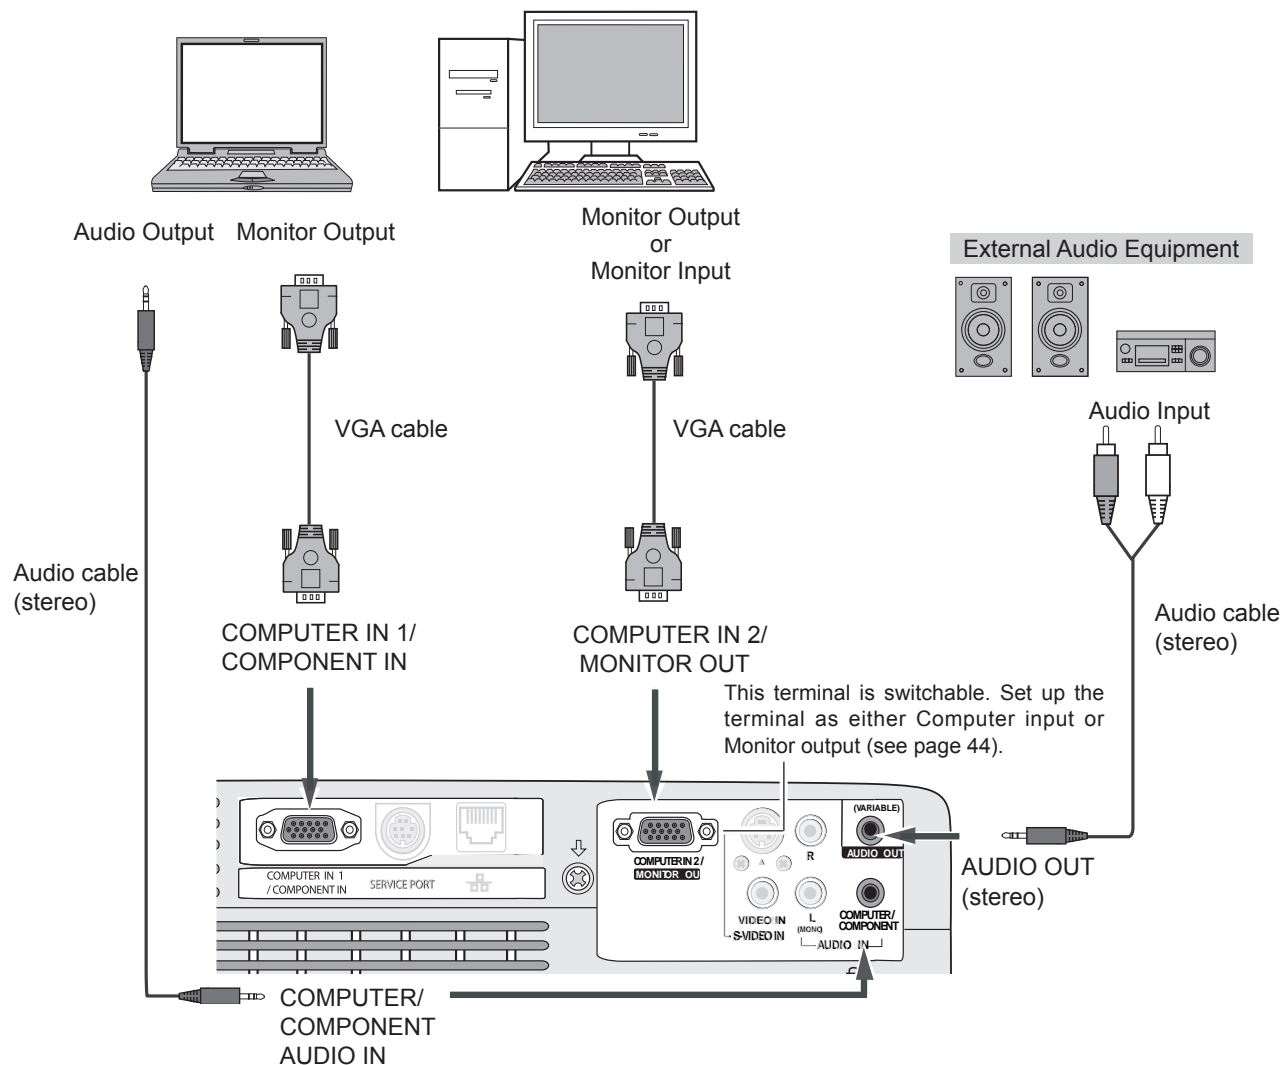 Audio Output
Monitor Output
Monitor Output
or
Monitor Input
External Audio Equipment
Audio Input
VGA cable
VGA cable
Audio cable
(stereo)
Audio cable
(stereo)
COMPUTER IN 1/
COMPONENT IN
COMPUTER IN 2/
MONITOR OUT
This terminal is switchable. Set up the
terminal as either Computer input or
Monitor output (see page 44).
(VARIABLE)
R
AUDIO OUT
COMPUTER IN 2 /
MONITOR OU
COMPUTER IN 1
/ COMPONENT IN
SERVICE PORT
VIDEO IN
S-VIDEO IN
L
(MONO)
COMPUTER/
COMPONENT
AUDIO IN
AUDIO OUT
(stereo)
COMPUTER/
COMPONENT
AUDIO IN